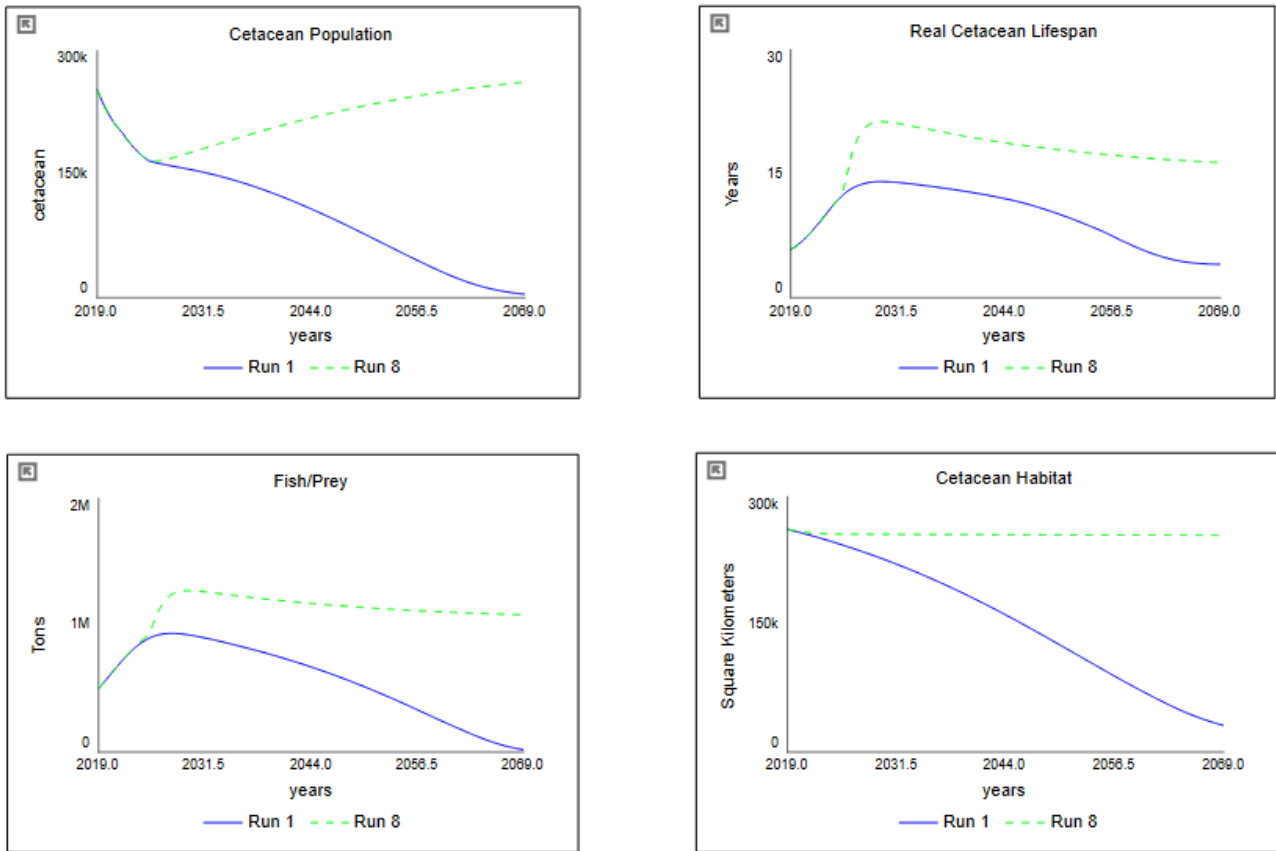 Cetacean Population
300k
150k
0
cetacean
2019.0 2031.5 2044.0 2056.5 2069.0
years
Run 1 Run 8
Real Cetacean Lifespan
30
15
0
Years
2019.0 2031.5 2044.0 2056.5 2069.0
years
Run 1 Run 8
Fish/Prey
2M
1M
0
Tons
2019.0 2031.5 2044.0 2056.5 2069.0
years
Run 1 Run 8
Cetacean Habitat
300k
150k
0
Square Kilometers
2019.0 2031.5 2044.0 2056.5 2069.0
years
Run 1 Run 8